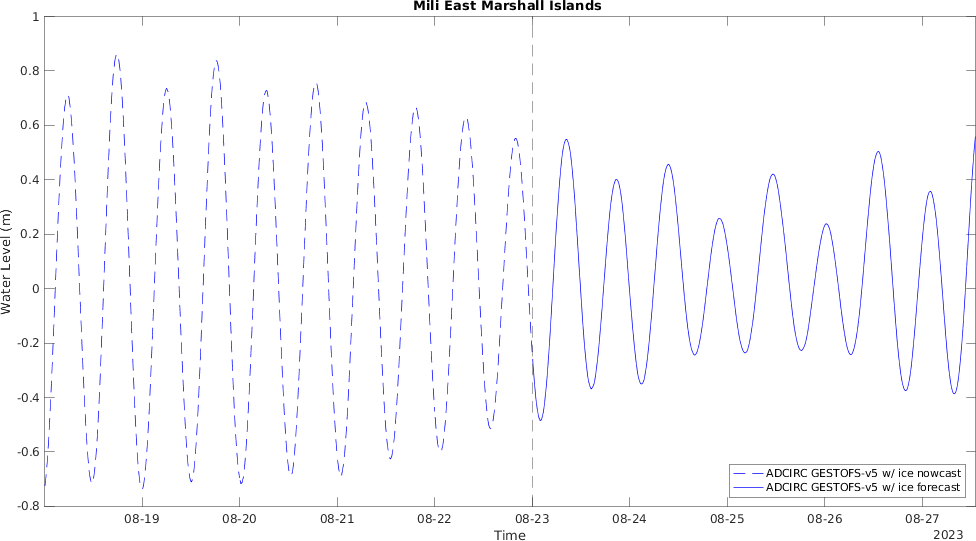 Mili East Marshall Islands
Water Level (m)
1
0.8
0.6
0.4
0.2
0
-0.2
-0.4
-0.6
-0.8
ADCIRC GESTOFS-v5 w/ ice nowcast
ADCIRC GESTOFS-v5 w/ ice forecast
08-19 08-20 08-21 08-22 08-23 08-24 08-25 08-26 08-27
Time
2023